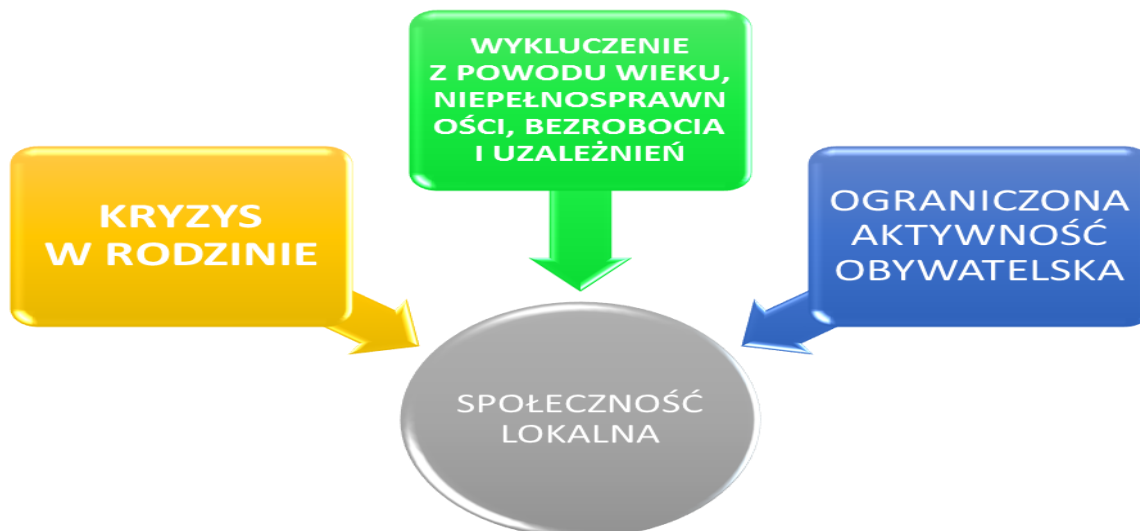 WYKLUCZENIE
Z POWODU WIEKU,
NIEPEŁNOSPRAWN
OŚCI, BEZROBOCIA
I UZALEŻNIEŃ
KRYZYS
W RODZINIE
OGRANICZONA
AKTYWNOŚĆ
OBYWATELSKA
SPOŁECZNOŚĆ
LOKALNA